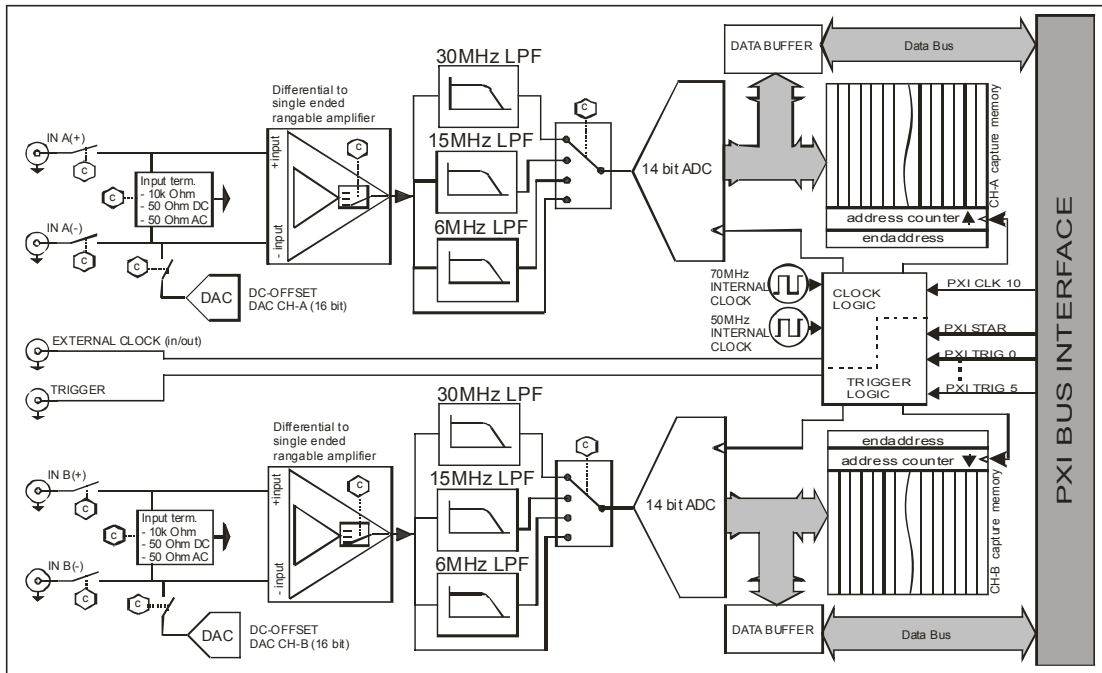 30MHz LPF
15MHz LPF
6MHz LPF
Differential to
single ended
rangable amplifier
C
C
+input
- input
IN A(+)
C
Input term.
- 10k Ohm
- 50 Ohm DC
- 50 Ohm AC
C
IN A(-)
C
C
DAC
DC-OFFSET
DAC CH-A (16 bit)
14 bit ADC
DATA BUFFER
Data Bus
CH-A capture memory
address counter
endaddress
70MHz
INTERNAL
CLOCK
50MHz
INTERNAL
CLOCK
CLOCK
LOGIC
TRIGGER
LOGIC
PXI CLK 10
PXI STAR
PXI TRIG 0
PXI TRIG 5
PXI BUS INTERFACE
EXTERNAL CLOCK (in/out)
TRIGGER
30MHz LPF
15MHz LPF
6MHz LPF
Differential to
single ended
rangable amplifier
C
C
+input
- input
IN B(+)
C
Input term.
- 10k Ohm
- 50 Ohm DC
- 50 Ohm AC
C
IN B(-)
C
C
DAC
DC-OFFSET
DAC CH-B (16 bit)
14 bit ADC
endaddress
address counter
CH-B capture memory
DATA BUFFER
Data Bus